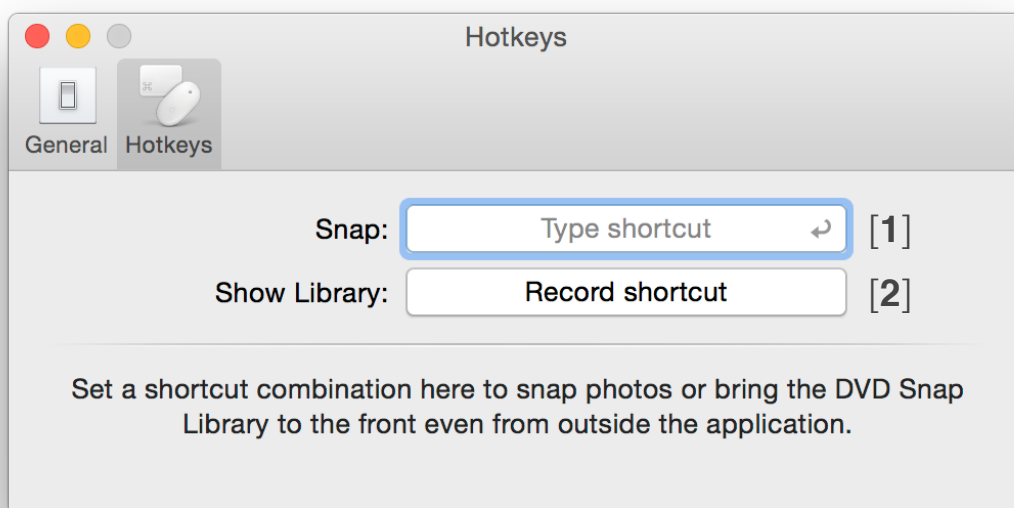 Hotkeys
General Hotkeys
Snap: Type shortcut [1]
Show Library: Record shortcut [2]
Set a shortcut combination here to snap photos or bring the DVD Snap
Library to the front even from outside the application.